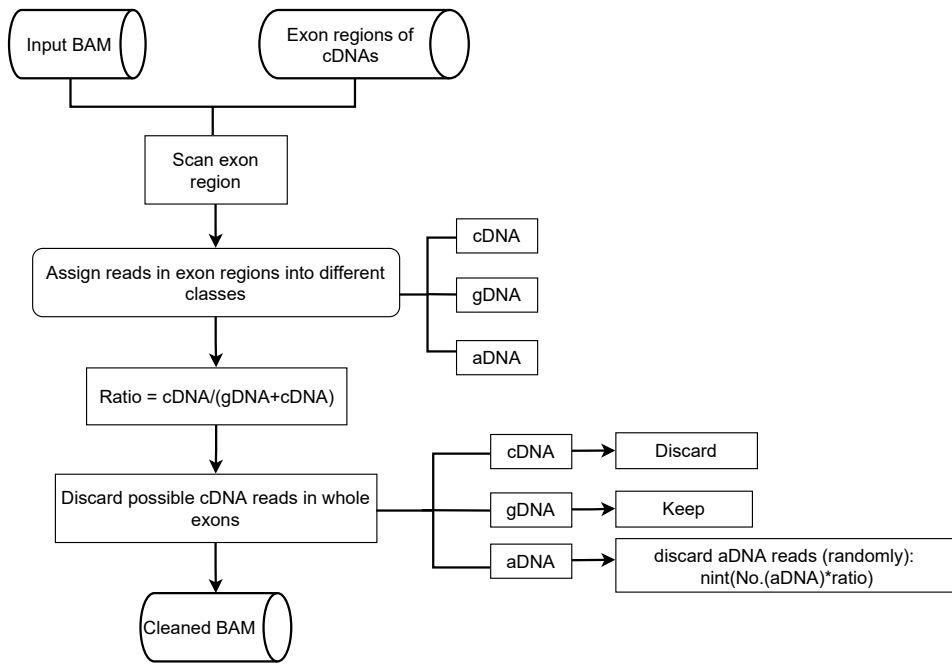 Input BAM
Exon regions of
cDNAs
Scan exon
region
Assign reads in exon regions into different
classes
cDNA
gDNA
aDNA
Ratio = cDNA/(gDNA+cDNA)
Discard possible cDNA reads in whole
exons
cDNA
Discard
gDNA
Keep
aDNA
discard aDNA reads (randomly):
nint(No.(aDNA)*ratio)
Cleaned BAM